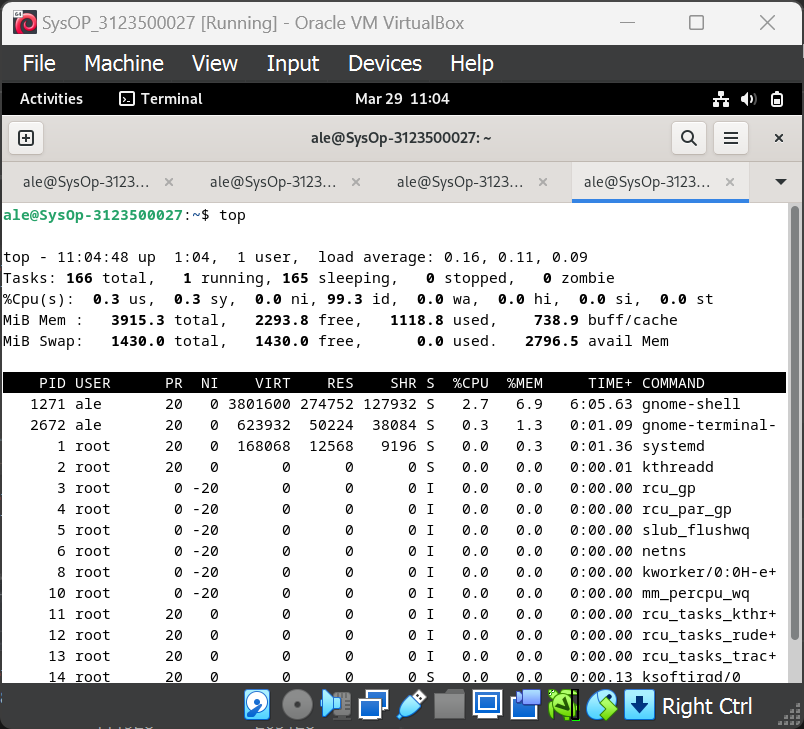 SysOP_3123500027 [Running] - Oracle VM VirtualBox
File Machine View Input Devices Help
Activities Terminal Mar 29 11:04
ale@SysOp-3123500027: ~
ale@SysOp-3123... ale@SysOp-3123... ale@SysOp-3123... ale@SysOp-3123...
ale@SysOp-3123500027:~$ top
top - 11:04:48 up  1:04,  1 user,  load average: 0.16, 0.11, 0.09
Tasks: 166 total,   1 running, 165 sleeping,   0 stopped,   0 zombie
%Cpu(s):  0.3 us,  0.3 sy,  0.0 ni, 99.3 id,  0.0 wa,  0.0 hi,  0.0 si,  0.0 st
MiB Mem :   3915.3 total,   2293.8 free,   1118.8 used,    738.9 buff/cache
MiB Swap:   1430.0 total,   1430.0 free,      0.0 used.   2796.5 avail Mem
PID USER      PR  NI    VIRT    RES    SHR S  %CPU  %MEM     TIME+ COMMAND
1271 ale       20   0 3801600 274752 127932 S   2.7   6.9   6:05.63 gnome-shell
2672 ale       20   0  623932  50224  38084 S   0.3   1.3   0:01.09 gnome-terminal-
1 root      20   0  168068  12568   9196 S   0.0   0.3   0:01.36 systemd
2 root      20   0       0      0      0 S   0.0   0.0   0:00.01 kthreadd
3 root       0 -20       0      0      0 I   0.0   0.0   0:00.00 rcu_gp
4 root       0 -20       0      0      0 I   0.0   0.0   0:00.00 rcu_par_gp
5 root       0 -20       0      0      0 I   0.0   0.0   0:00.00 slub_flushwq
6 root       0 -20       0      0      0 I   0.0   0.0   0:00.00 netns
8 root       0 -20       0      0      0 I   0.0   0.0   0:00.00 kworker/0:0H-e+
10 root       0 -20       0      0      0 I   0.0   0.0   0:00.00 mm_percpu_wq
11 root      20   0       0      0      0 I   0.0   0.0   0:00.00 rcu_tasks_kthr+
12 root      20   0       0      0      0 I   0.0   0.0   0:00.00 rcu_tasks_rude+
13 root      20   0       0      0      0 I   0.0   0.0   0:00.00 rcu_tasks_trac+
14 root      20   0       0      0      0 S   0.0   0.0   0:00.13 ksoftirqd/0
Right Ctrl